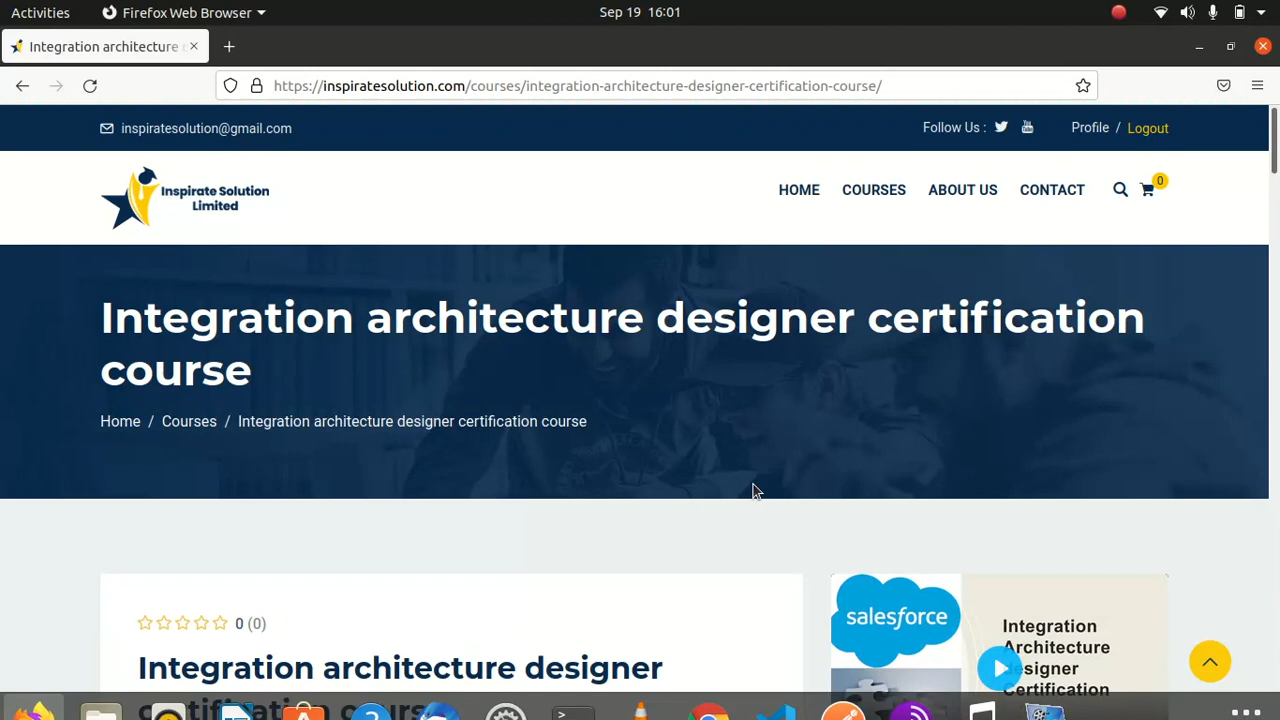 Activities
Firefox Web Browser
Sep 19 16:01
Integration architecture
https://inspiratesolution.com/courses/integration-architecture-designer-certification-course/
inspiratesolution@gmail.com
Follow Us :
Profile / Logout
Inspirate Solution
Limited
HOME
COURSES
ABOUT US
CONTACT
0
Integration architecture designer certification
course
Home / Courses / Integration architecture designer certification course
0 (0)
Integration architecture designer
certification course
salesforce
Integration
Architecture
designer
Certification